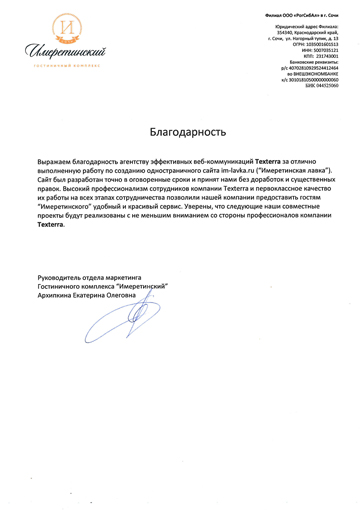 Филиал ООО «РогСибАл» в г. Сочи
Юридический адрес Филиала:
354340, Краснодарский край,
г. Сочи, ул. Нагорный тупик, д. 13
ОГРН: 1035001601513
ИНН: 5007035121
КПП: 231743001
Банковские реквизиты:
р/с 40702810929524412464
во ВНЕШЭКОНОМБАНКЕ
к/с 30101810500000000060
БИК 044525060
Имеретинский
ГОСТИНИЧНЫЙ КОМПЛЕКС
Благодарность
Выражаем благодарность агентству эффективных веб-коммуникаций Texterra за отлично
выполненную работу по созданию одностраничного сайта im-lavka.ru ("Имеретинская лавка").
Сайт был разработан точно в оговоренные сроки и принят нами без доработок и существенных
правок. Высокий профессионализм сотрудников компании Texterra и первоклассное качество
их работы на всех этапах сотрудничества позволили нашей компании предоставить гостям
"Имеретинского" удобный и красивый сервис. Уверены, что следующие наши совместные
проекты будут реализованы с не меньшим вниманием со стороны профессионалов компании
Texterra.
Руководитель отдела маркетинга
Гостиничного комплекса "Имеретинский"
Архипкина Екатерина Олеговна